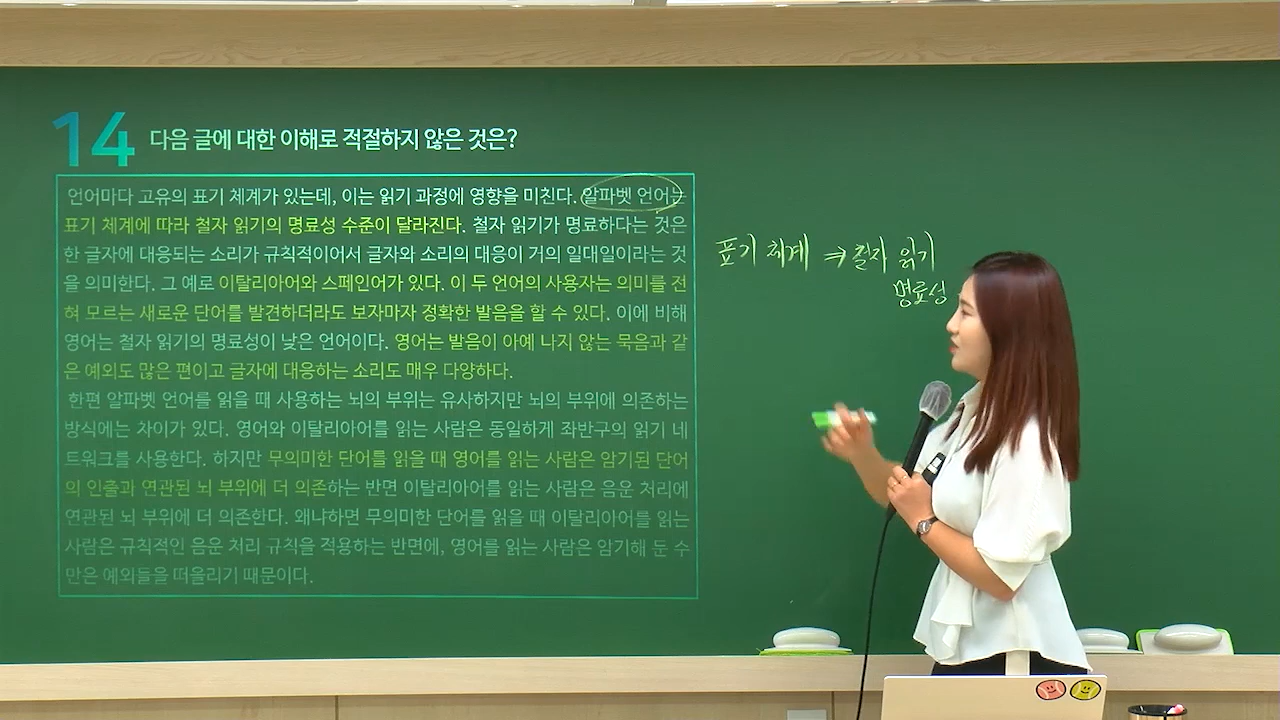 14 다음 글에 대한 이해로 적절하지 않은 것은?
언어마다 고유의 표기 체계가 있는데, 이는 읽기 과정에 영향을 미친다. 알파벳 언어는
표기 체계에 따라 철자 읽기의 명료성 수준이 달라진다. 철자 읽기가 명료하다는 것은
한 글자에 대응되는 소리가 규칙적이어서 글자와 소리의 대응이 거의 일대일이라는 것
을 의미한다. 그 예로 이탈리아어와 스페인어가 있다. 이 두 언어의 사용자는 의미를 전
혀 모르는 새로운 단어를 발견하더라도 보자마자 정확한 발음을 할 수 있다. 이에 비해
영어는 철자 읽기의 명료성이 낮은 언어이다. 영어는 발음이 아예 나지 않는 묵음과 같
은 예외도 많은 편이고 글자에 대응하는 소리도 매우 다양하다.
한편 알파벳 언어를 읽을 때 사용하는 뇌의 부위는 유사하지만 뇌의 부위에 의존하는
방식에는 차이가 있다. 영어와 이탈리아어를 읽는 사람은 동일하게 좌반구의 읽기 네
트워크를 사용한다. 하지만 무의미한 단어를 읽을 때 영어를 읽는 사람은 암기된 단어
의 인출과 연관된 뇌 부위에 더 의존하는 반면 이탈리아어를 읽는 사람은 음운 처리에
연관된 뇌 부위에 더 의존한다. 왜냐하면 무의미한 단어를 읽을 때 이탈리아어를 읽는
사람은 규칙적인 음운 처리 규칙을 적용하는 반면에, 영어를 읽는 사람은 암기해 둔 수
많은 예외들을 떠올리기 때문이다.
표기 체계 ⇒ 철자 읽기
명료성